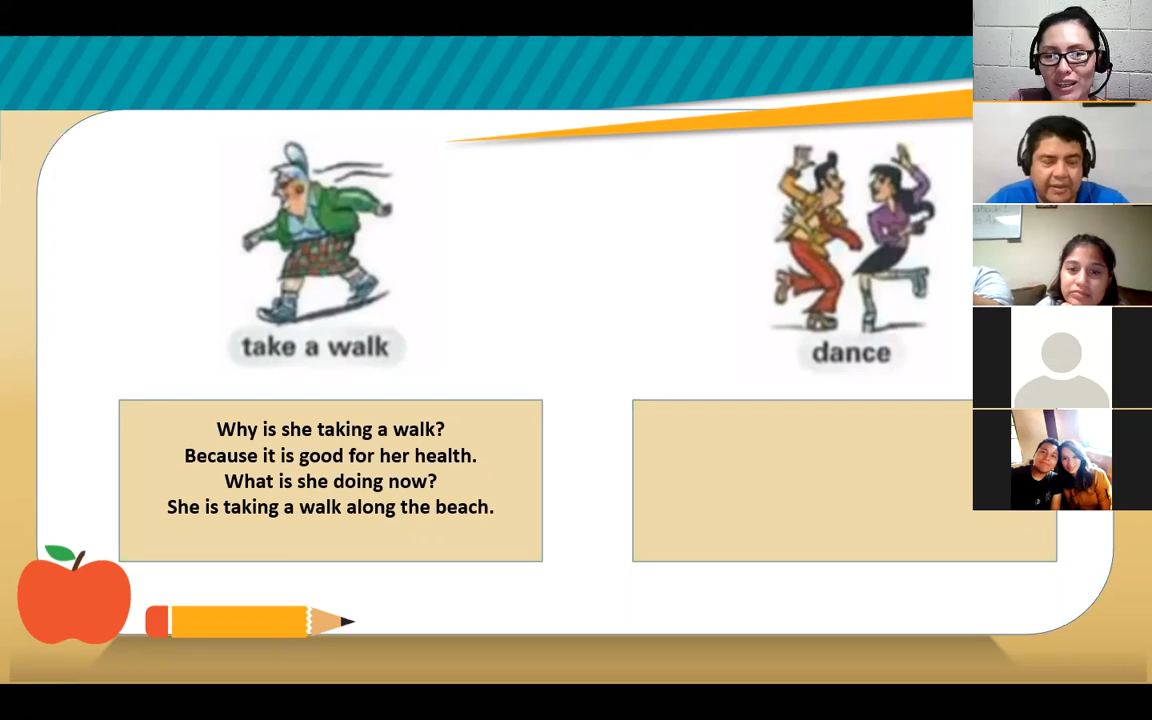 take a walk
dance
Why is she taking a walk?
Because it is good for her health.
What is she doing now?
She is taking a walk along the beach.